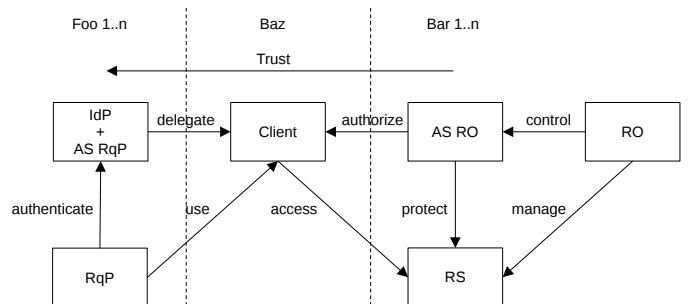 Foo 1..n
Baz
Bar 1..n
Trust
IdP
+
AS RqP
delegate
Client
authorize
AS RO
control
RO
authenticate
use
access
protect
manage
RqP
RS